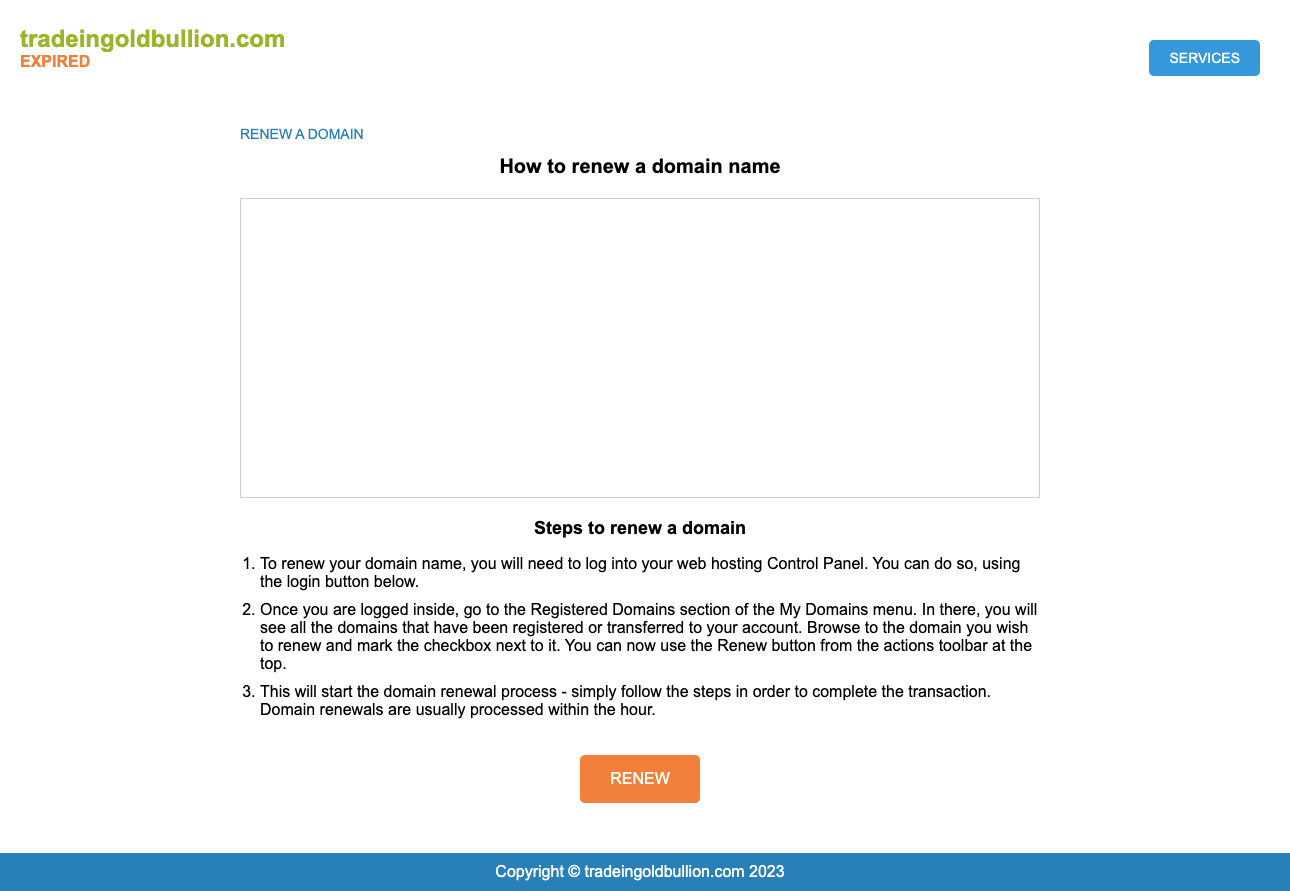 tradeingoldbullion.com
EXPIRED
SERVICES
RENEW A DOMAIN
How to renew a domain name
Steps to renew a domain
1. To renew your domain name, you will need to log into your web hosting Control Panel. You can do so, using
the login button below.
2. Once you are logged inside, go to the Registered Domains section of the My Domains menu. In there, you will
see all the domains that have been registered or transferred to your account. Browse to the domain you wish
to renew and mark the checkbox next to it. You can now use the Renew button from the actions toolbar at the
top.
3. This will start the domain renewal process - simply follow the steps in order to complete the transaction.
Domain renewals are usually processed within the hour.
RENEW
Copyright © tradeingoldbullion.com 2023